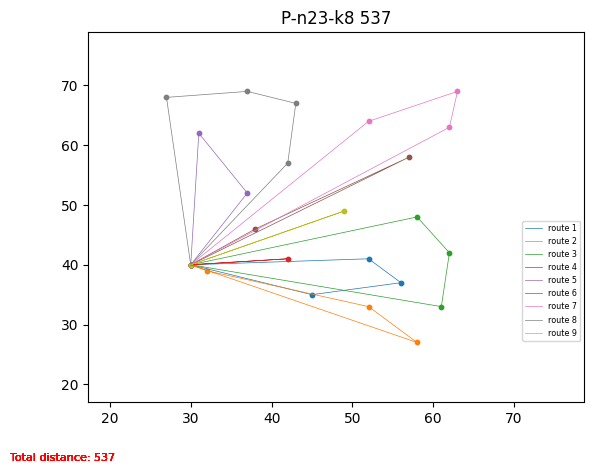 P-n23-k8 537
70
60
50
40
30
20
20 30 40 50 60 70
route 1
route 2
route 3
route 4
route 5
route 6
route 7
route 8
route 9
Total distance: 537